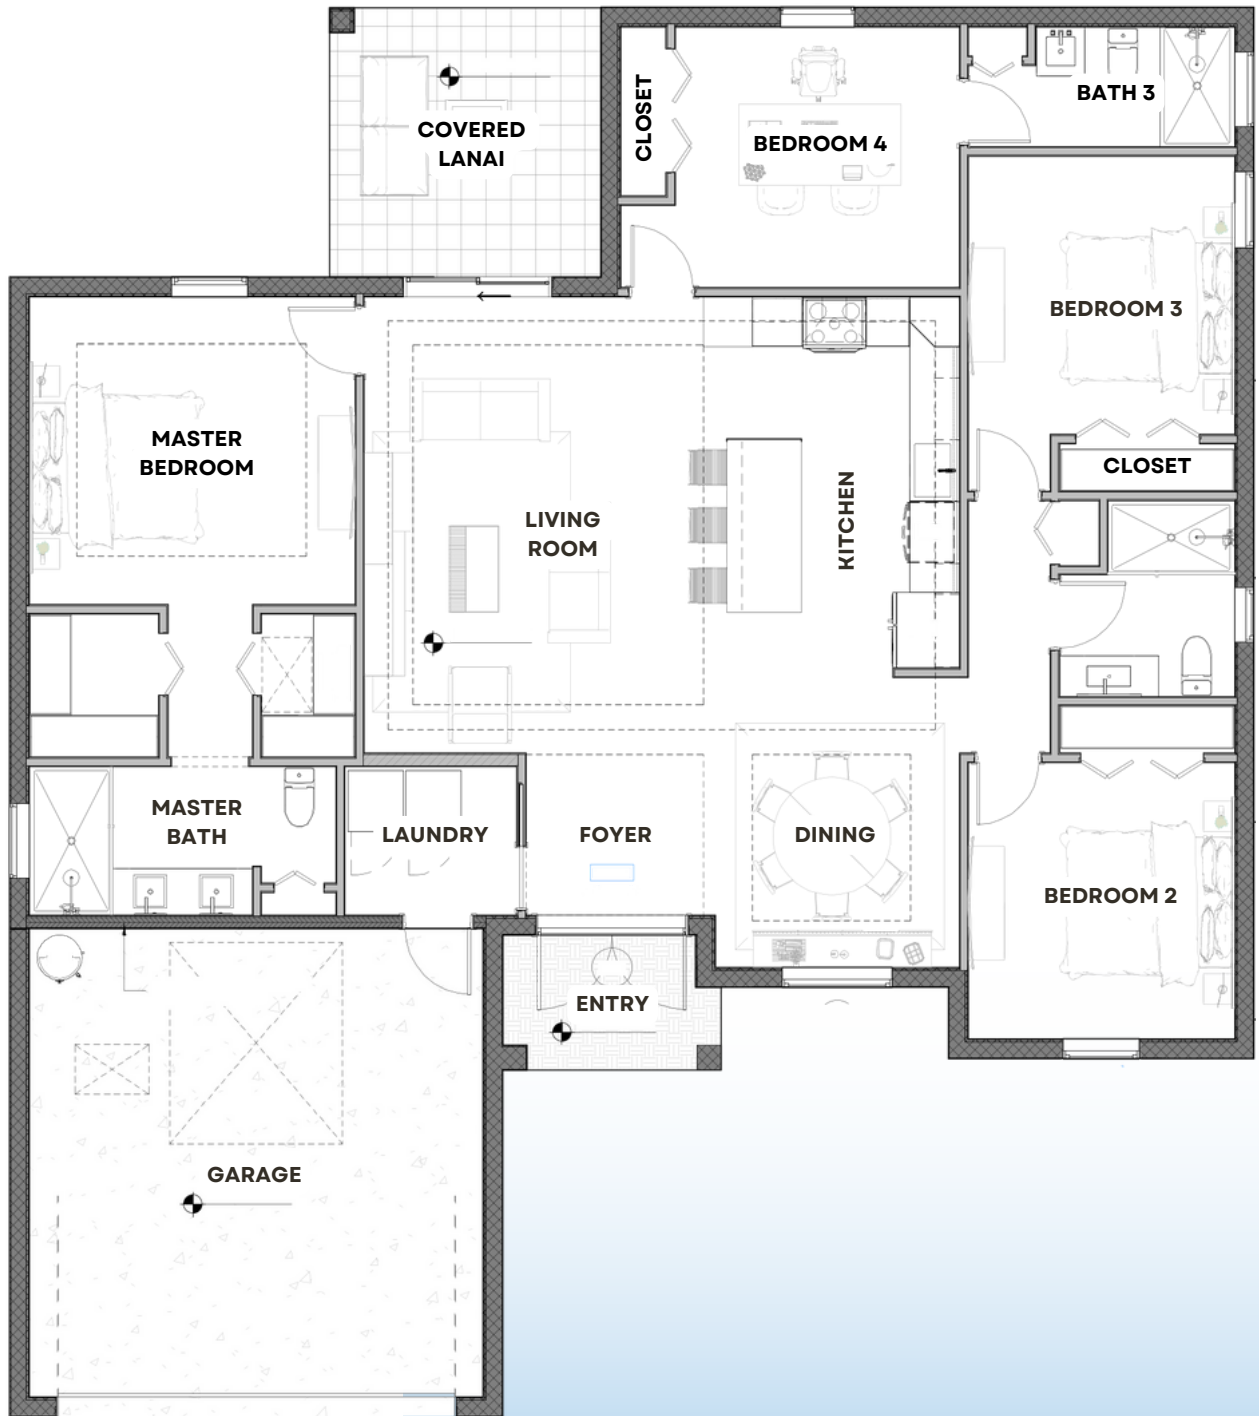 CLOSET
BATH 3
COVERED
LANAI
BEDROOM 4
BEDROOM 3
MASTER
BEDROOM
CLOSET
LIVING
ROOM
KITCHEN
MASTER
BATH
LAUNDRY
FOYER
DINING
BEDROOM 2
ENTRY
GARAGE